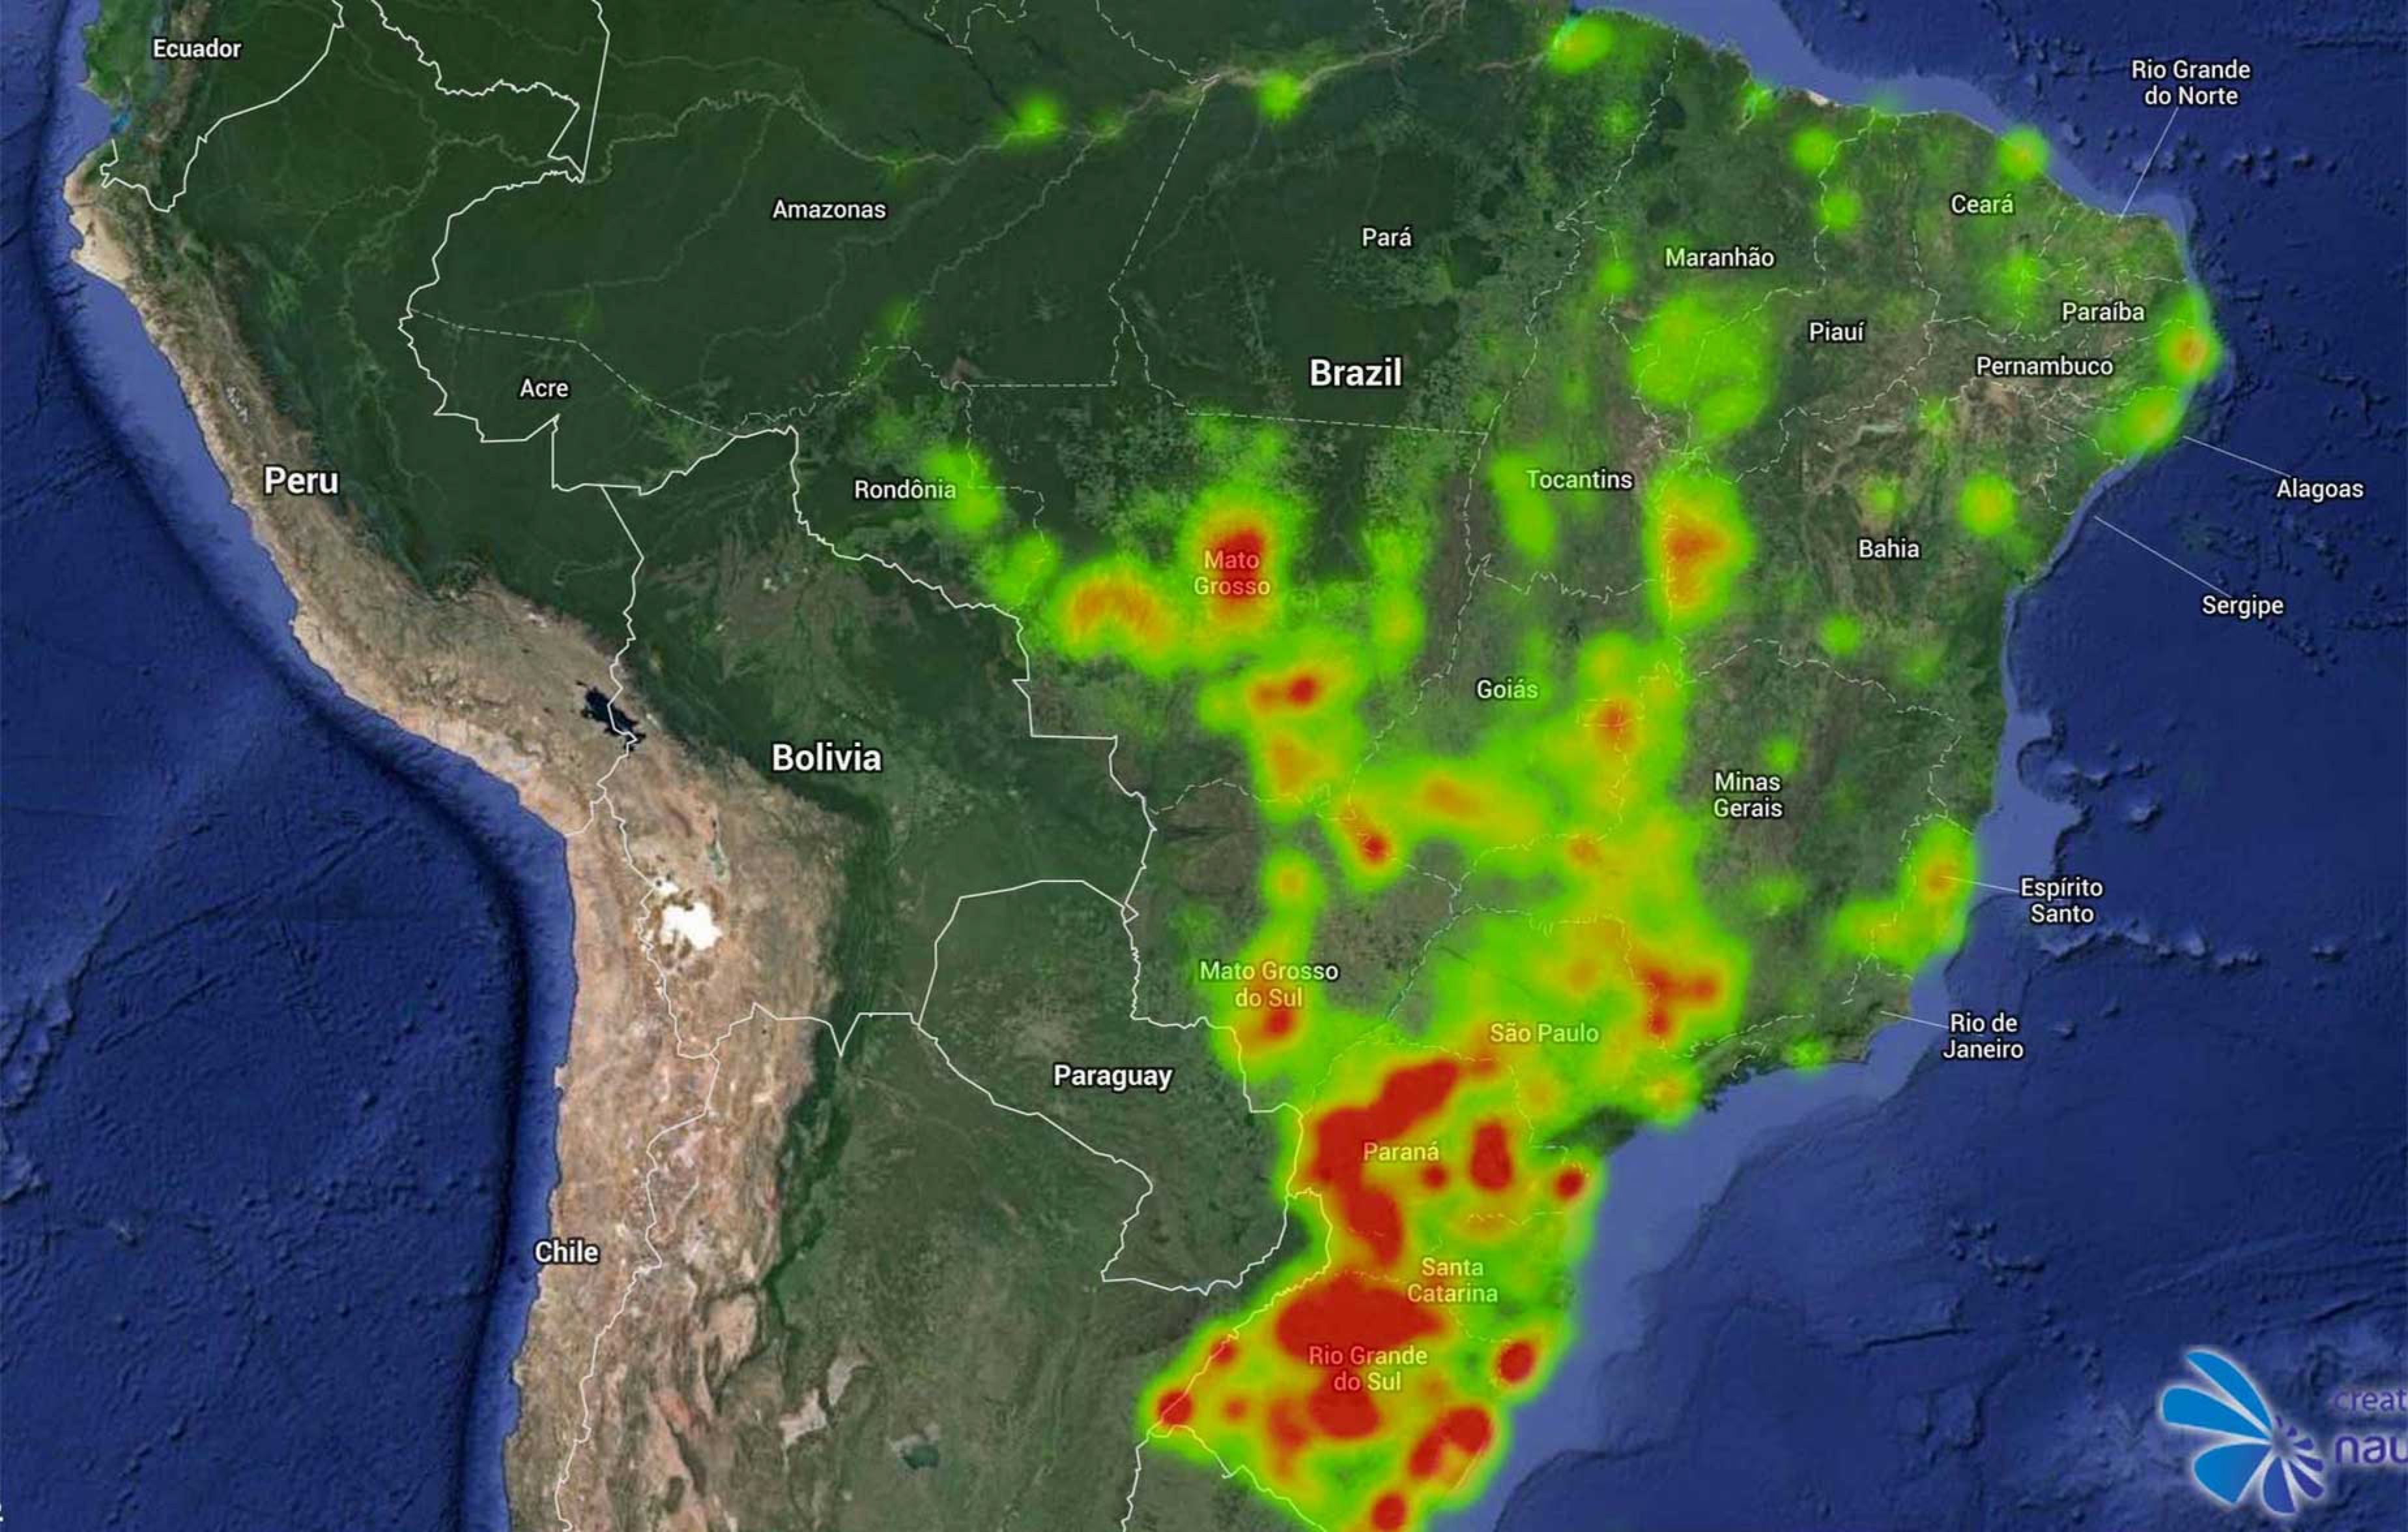 Ecuador
Rio Grande
do Norte
Amazonas
Ceará
Pará
Maranhão
Paraíba
Piauí
Brazil
Pernambuco
Acre
Peru
Tocantins
Rondônia
Alagoas
Bahia
Mato
Grosso
Sergipe
Goiás
Bolivia
Minas
Gerais
Espírito
Santo
Mato Grosso
do Sul
São Paulo
Rio de
Janeiro
Paraguay
Paraná
Chile
Santa
Catarina
Rio Grande
do Sul
creat
nau